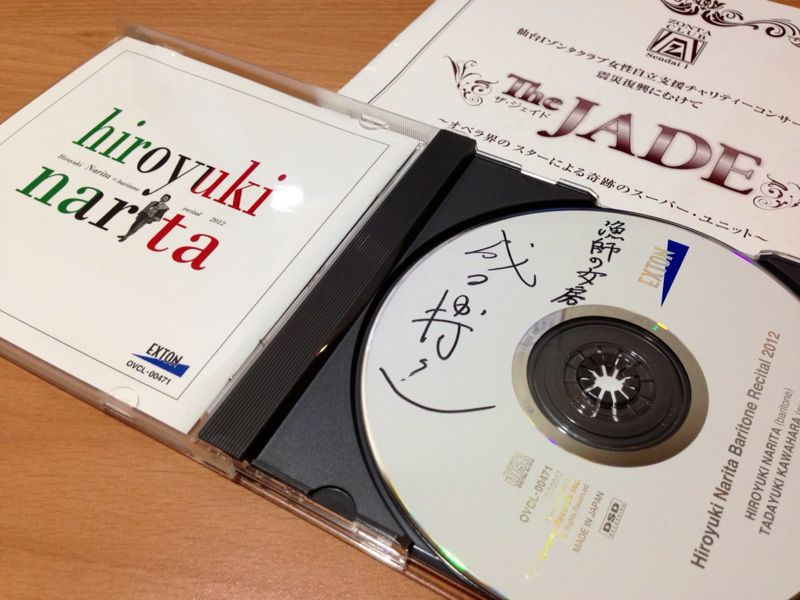 hiroyuki
Hiroyuki Narita = baritone recital 2012
narita
EXTON
OVCL-00471
ZONTA
CLUB
Sendai I
仙台Iゾンタクラブ女性自立支援チャリティーコンサー
震災復興にむけて
The JADE
ザ・ジェイド
〜オペラ界のスターによる奇跡のスーパー・ユニット〜
漁師の女房
EXTON
OVCL-00471
MADE IN JAPAN
DSD
Hiroyuki Narita Baritone Recital 2012
HIROYUKI NARITA (baritone)
TADAYUKI KAWAHARA